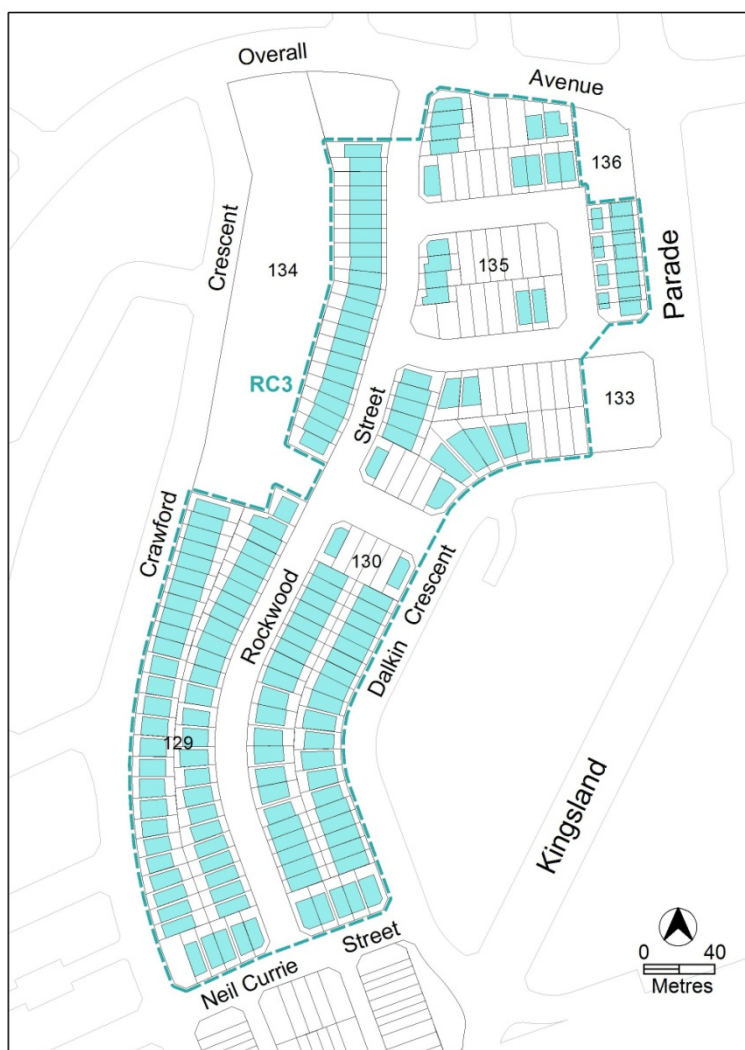 Overall
Avenue
136
Crescent
134
135
Parade
RC3
Street
133
Crawford
130
Rockwood
Crescent
Dalkin
129
Kingsland
Street
Neil Currie
0 40
Metres